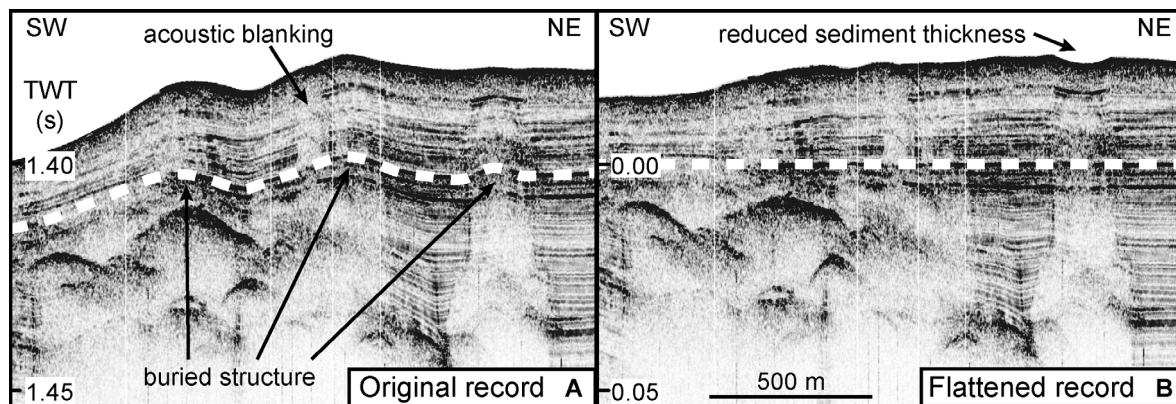 SW
acoustic blanking
NE
TWT
(s)
1.40
1.45
buried structure
Original record A
SW
reduced sediment thickness
0.00
0.05
500 m
Flattened record B